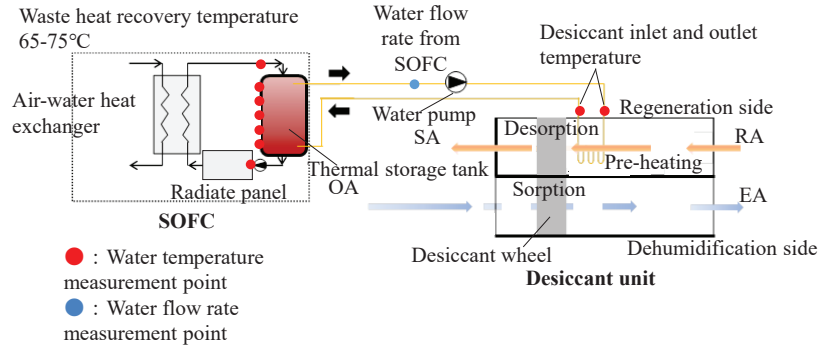 Waste heat recovery temperature
65-75℃
Air-water heat
exchanger
Radiate panel
SOFC
Thermal storage tank
Water flow
rate from
SOFC
Water pump
Desiccant inlet and outlet
temperature
Regeneration side
SA
Desorption
RA
Pre-heating
OA
Sorption
EA
Desiccant wheel
Dehumidification side
Desiccant unit
: Water temperature
measurement point
: Water flow rate
measurement point